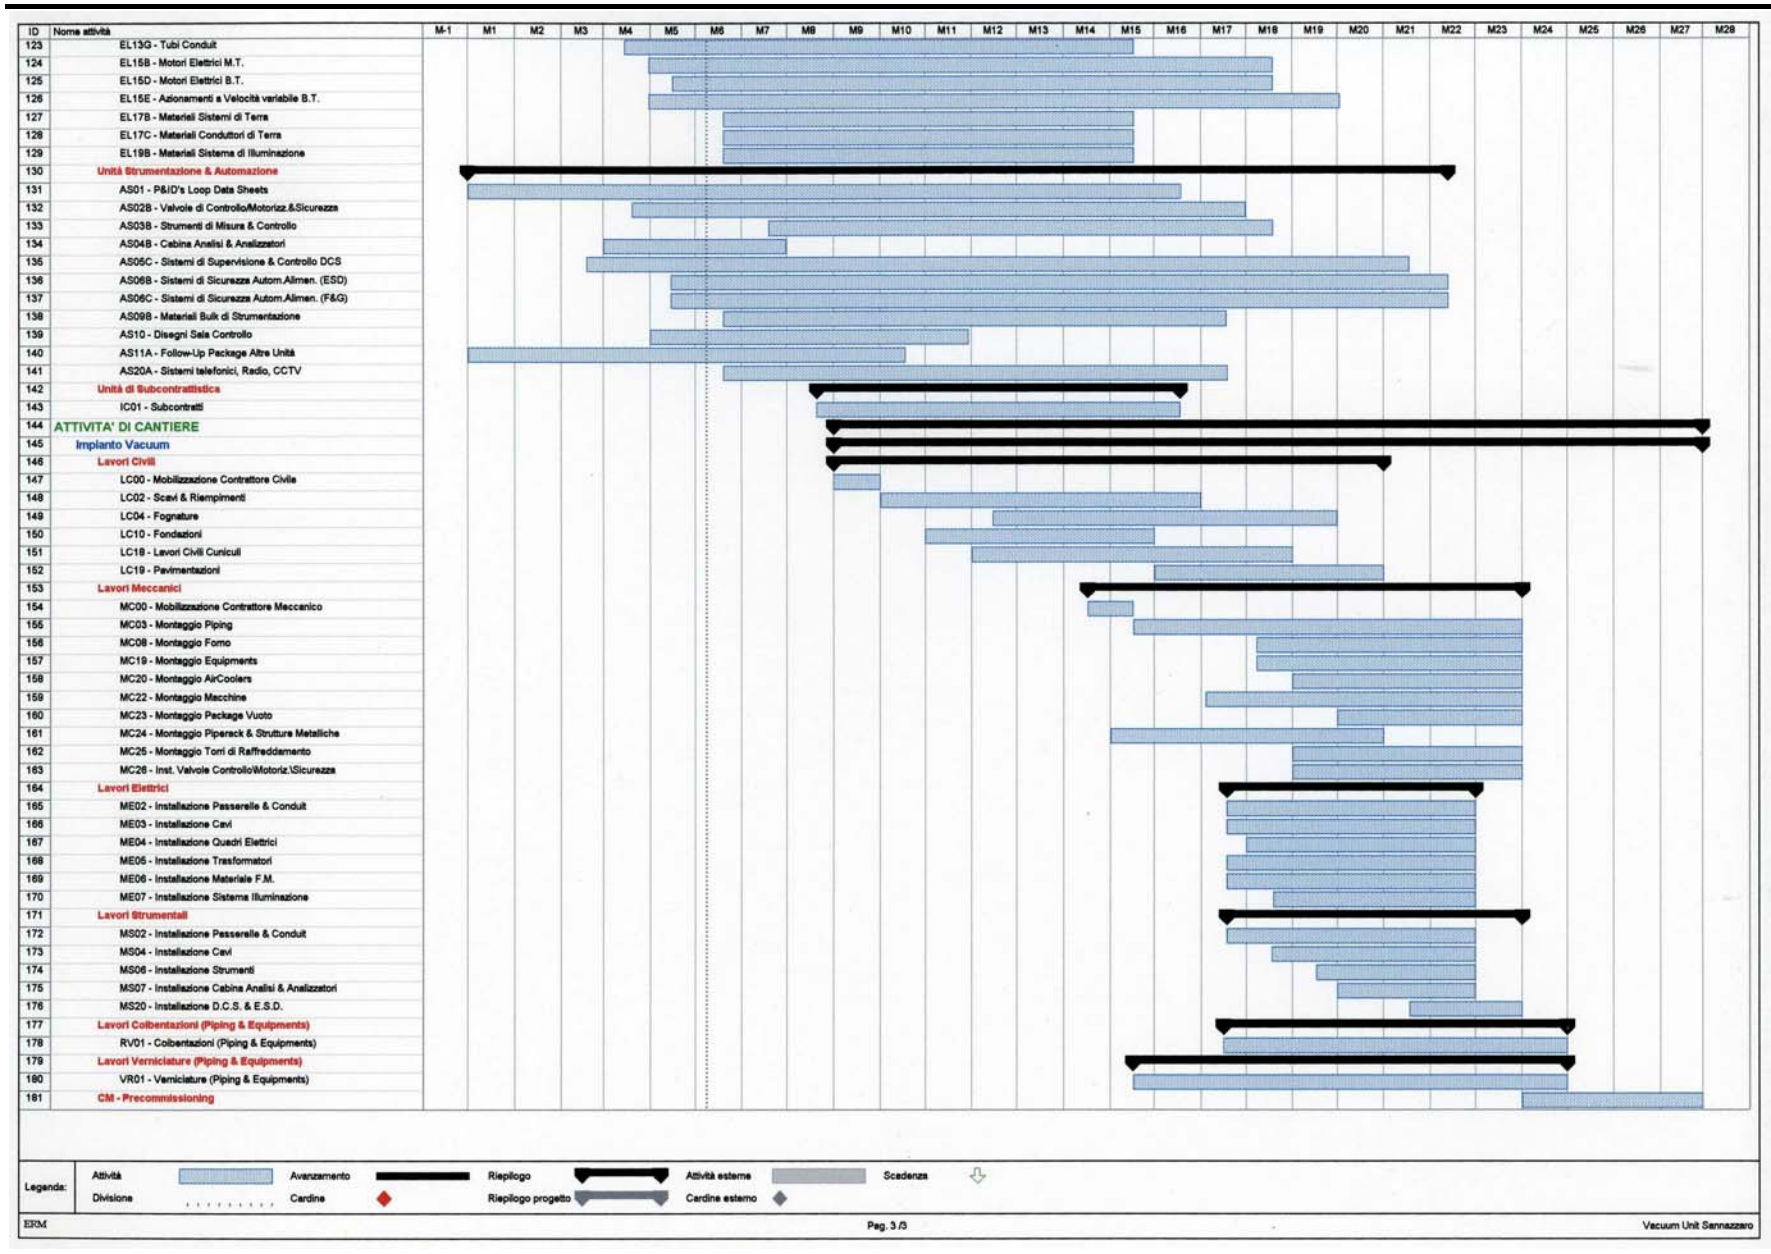 ID Nome attività M-1 M1 M2 M3 M4 M5 M6 M7 M8 M9 M10 M11 M12 M13 M14 M15 M16 M17 M18 M19 M20 M21 M22 M23 M24 M25 M26 M27 M28
123 EL13G - Tubi Conduit
124 EL15B - Motori Elettrici M.T.
125 EL15D - Motori Elettrici B.T.
126 EL15E - Azionamenti a Velocità variabile B.T.
127 EL17B - Materiali Sistemi di Terra
128 EL17C - Materiali Conduttori di Terra
129 EL19B - Materiali Sistema di Illuminazione
130 Unità Strumentazione & Automazione
131 AS01 - P&ID's Loop Data Sheets
132 AS02B - Valvole di Controllo/Motorizz.&Sicurezza
133 AS03B - Strumenti di Misura & Controllo
134 AS04B - Cabina Analisi & Analizzatori
135 AS05C - Sistemi di Supervisione & Controllo DCS
136 AS06B - Sistemi di Sicurezza Autom.Alimen. (ESD)
137 AS06C - Sistemi di Sicurezza Autom.Alimen. (F&G)
138 AS09B - Materiali Bulk di Strumentazione
139 AS10 - Disegni Sala Controllo
140 AS11A - Follow-Up Package Altre Unità
141 AS20A - Sistemi telefonici, Radio, CCTV
142 Unità di Subcontrattistica
143 IC01 - Subcontratti
144 ATTIVITA' DI CANTIERE
145 Impianto Vacuum
146 Lavori Civili
147 LC00 - Mobilizzazione Contrattore Civile
148 LC02 - Scavi & Riempimenti
149 LC04 - Fognature
150 LC10 - Fondazioni
151 LC18 - Lavori Civili Cunicoli
152 LC19 - Pavimentazioni
153 Lavori Meccanici
154 MC00 - Mobilizzazione Contrattore Meccanico
155 MC03 - Montaggio Piping
156 MC08 - Montaggio Forno
157 MC19 - Montaggio Equipments
158 MC20 - Montaggio AirCoolers
159 MC22 - Montaggio Macchine
160 MC23 - Montaggio Package Vuoto
161 MC24 - Montaggio Piperack & Strutture Metalliche
162 MC25 - Montaggio Torri di Raffreddamento
163 MC26 - Inst. Valvole Controllo\Motoriz.\Sicurezza
164 Lavori Elettrici
165 ME02 - Installazione Passerelle & Conduit
166 ME03 - Installazione Cavi
167 ME04 - Installazione Quadri Elettrici
168 ME05 - Installazione Trasformatori
169 ME06 - Installazione Materiale F.M.
170 ME07 - Installazione Sistema Illuminazione
171 Lavori Strumentali
172 MS02 - Installazione Passerelle & Conduit
173 MS04 - Installazione Cavi
174 MS06 - Installazione Strumenti
175 MS07 - Installazione Cabina Analisi & Analizzatori
176 MS20 - Installazione D.C.S. & E.S.D.
177 Lavori Coibentazioni (Piping & Equipments)
178 RV01 - Coibentazioni (Piping & Equipments)
179 Lavori Verniciature (Piping & Equipments)
180 VR01 - Verniciature (Piping & Equipments)
181 CM - Precommissioning
Legenda: Attività Avanzamento Riepilogo Attività esterne Scadenza
Divisione Cardine Riepilogo progetto Cardine esterno
ERM Pag. 3 /3 Vacuum Unit Sannazzaro